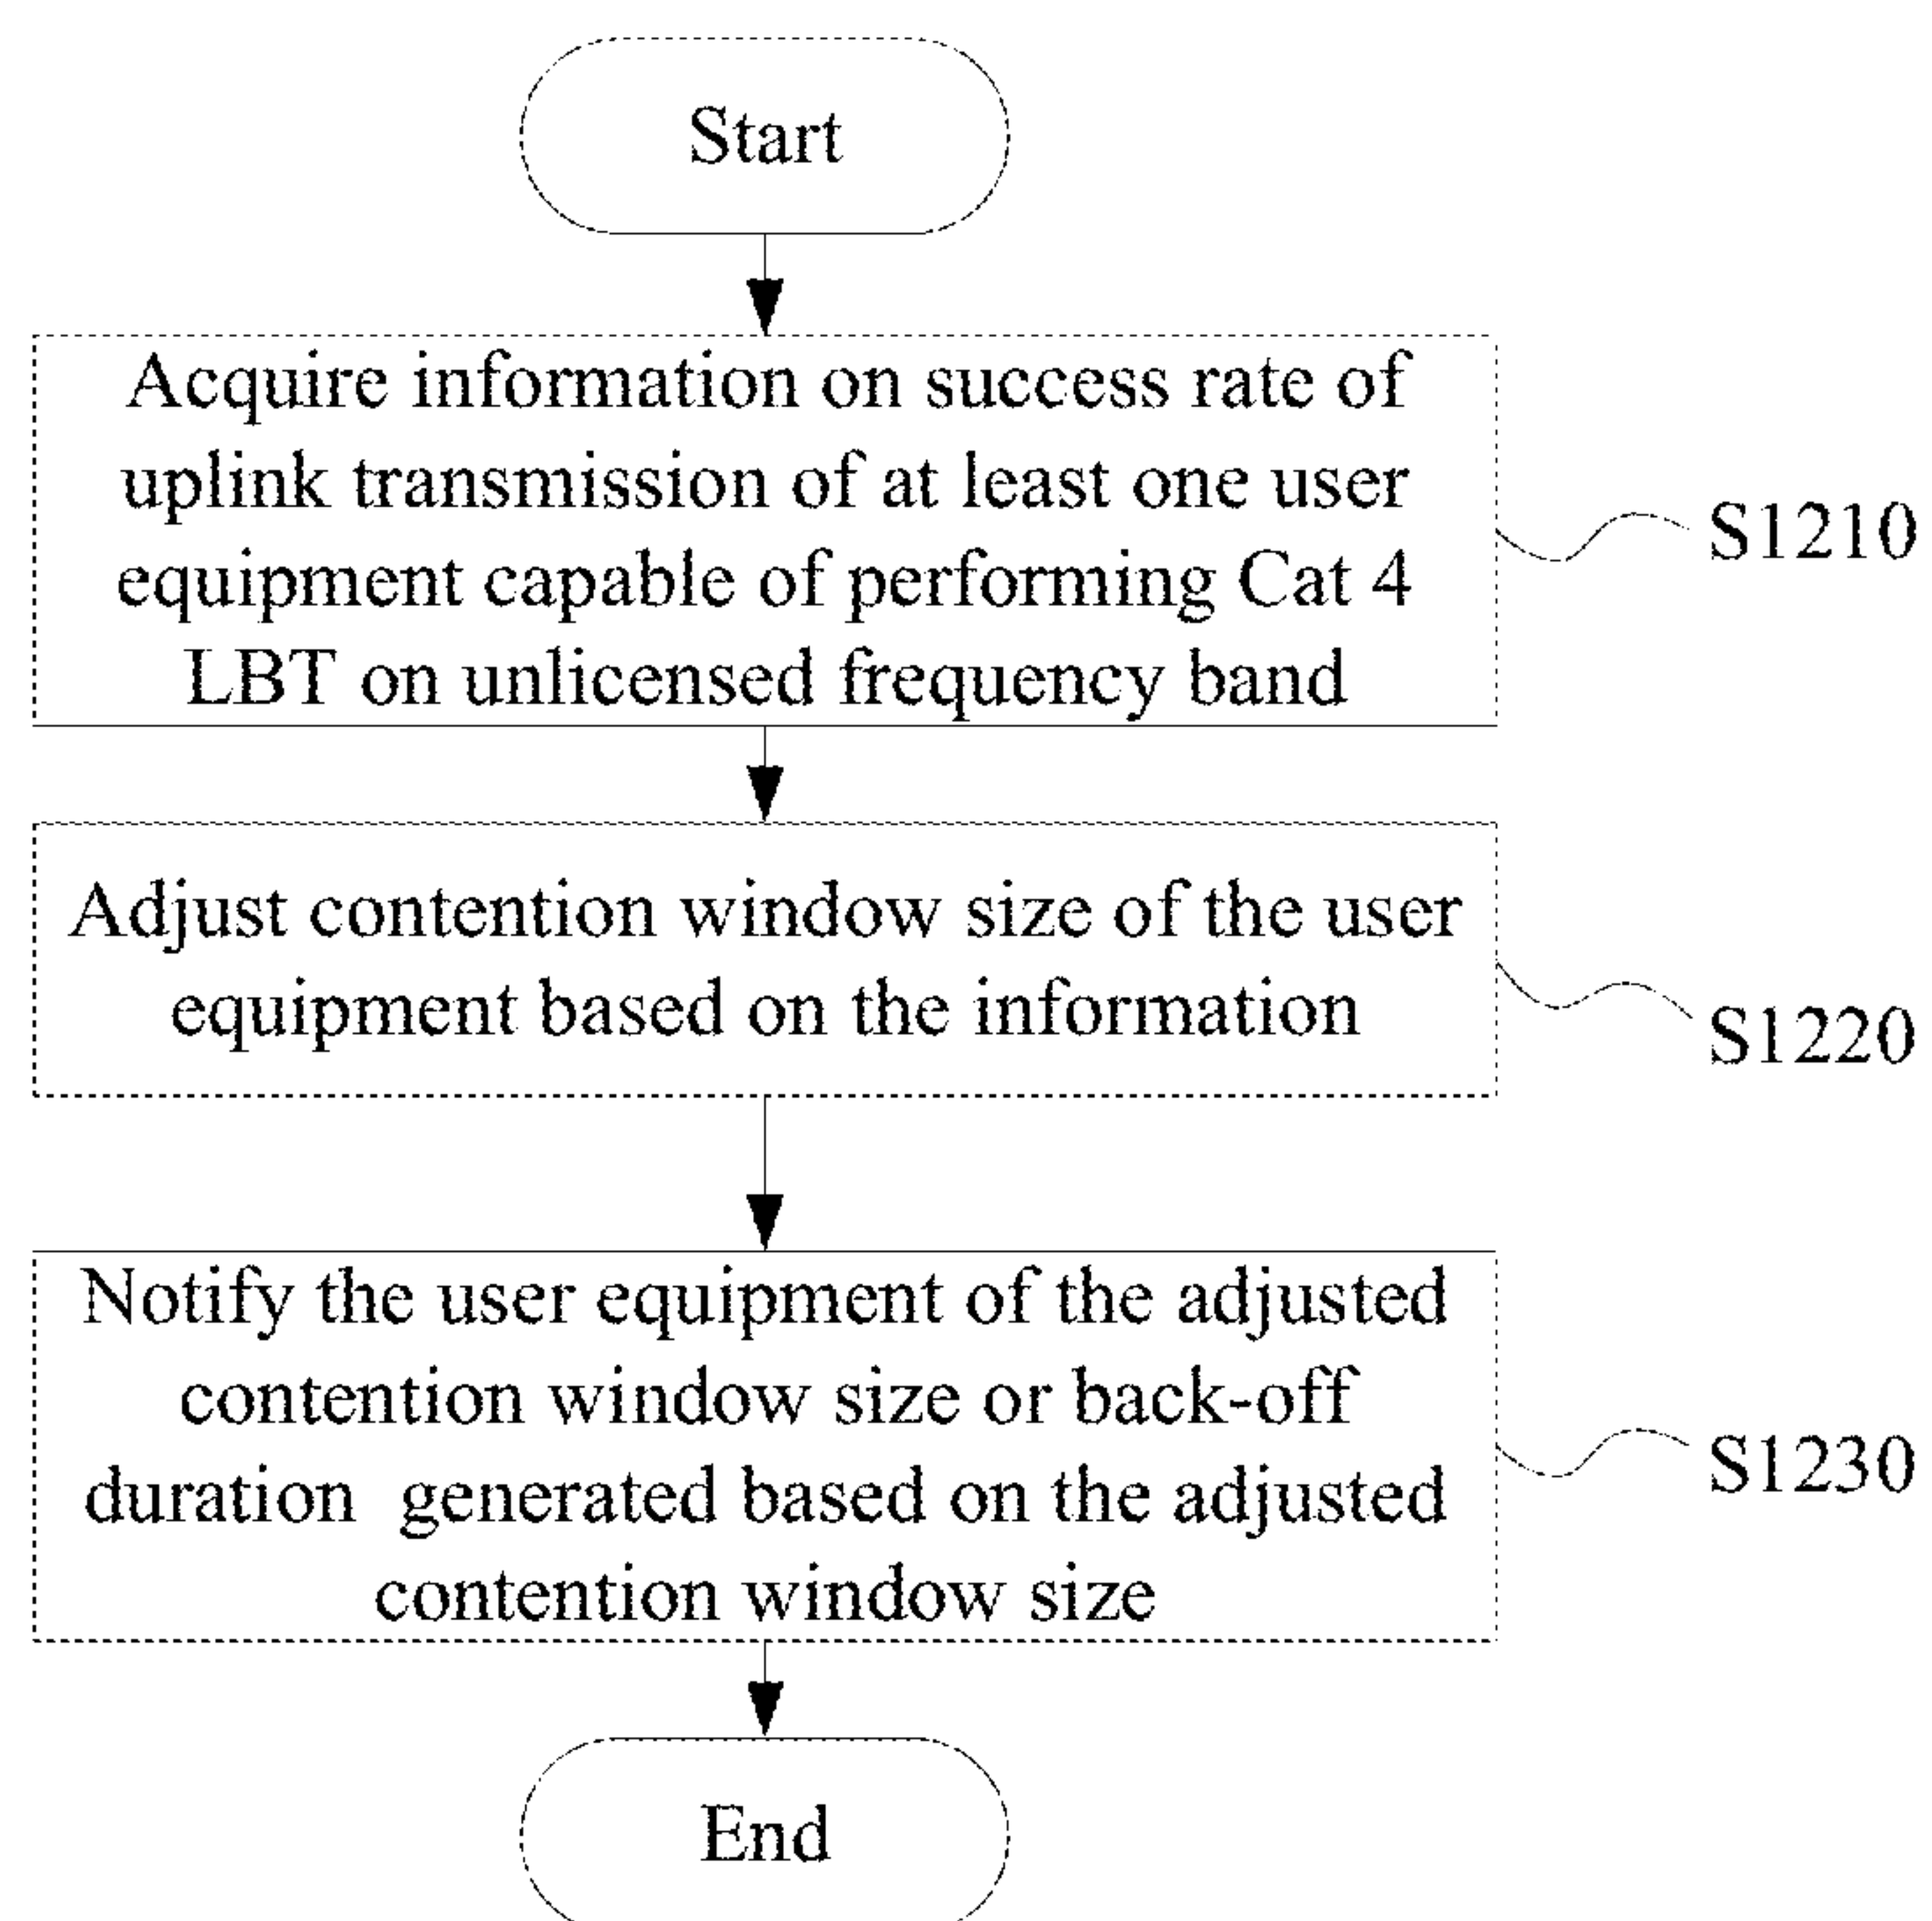 Start
Acquire information on success rate of
uplink transmission of at least one user
equipment capable of performing Cat 4
LBT on unlicensed frequency band
S1210
Adjust contention window size of the user
equipment based on the information
S1220
Notify the user equipment of the adjusted
contention window size or back-off
duration generated based on the adjusted
contention window size
S1230
End